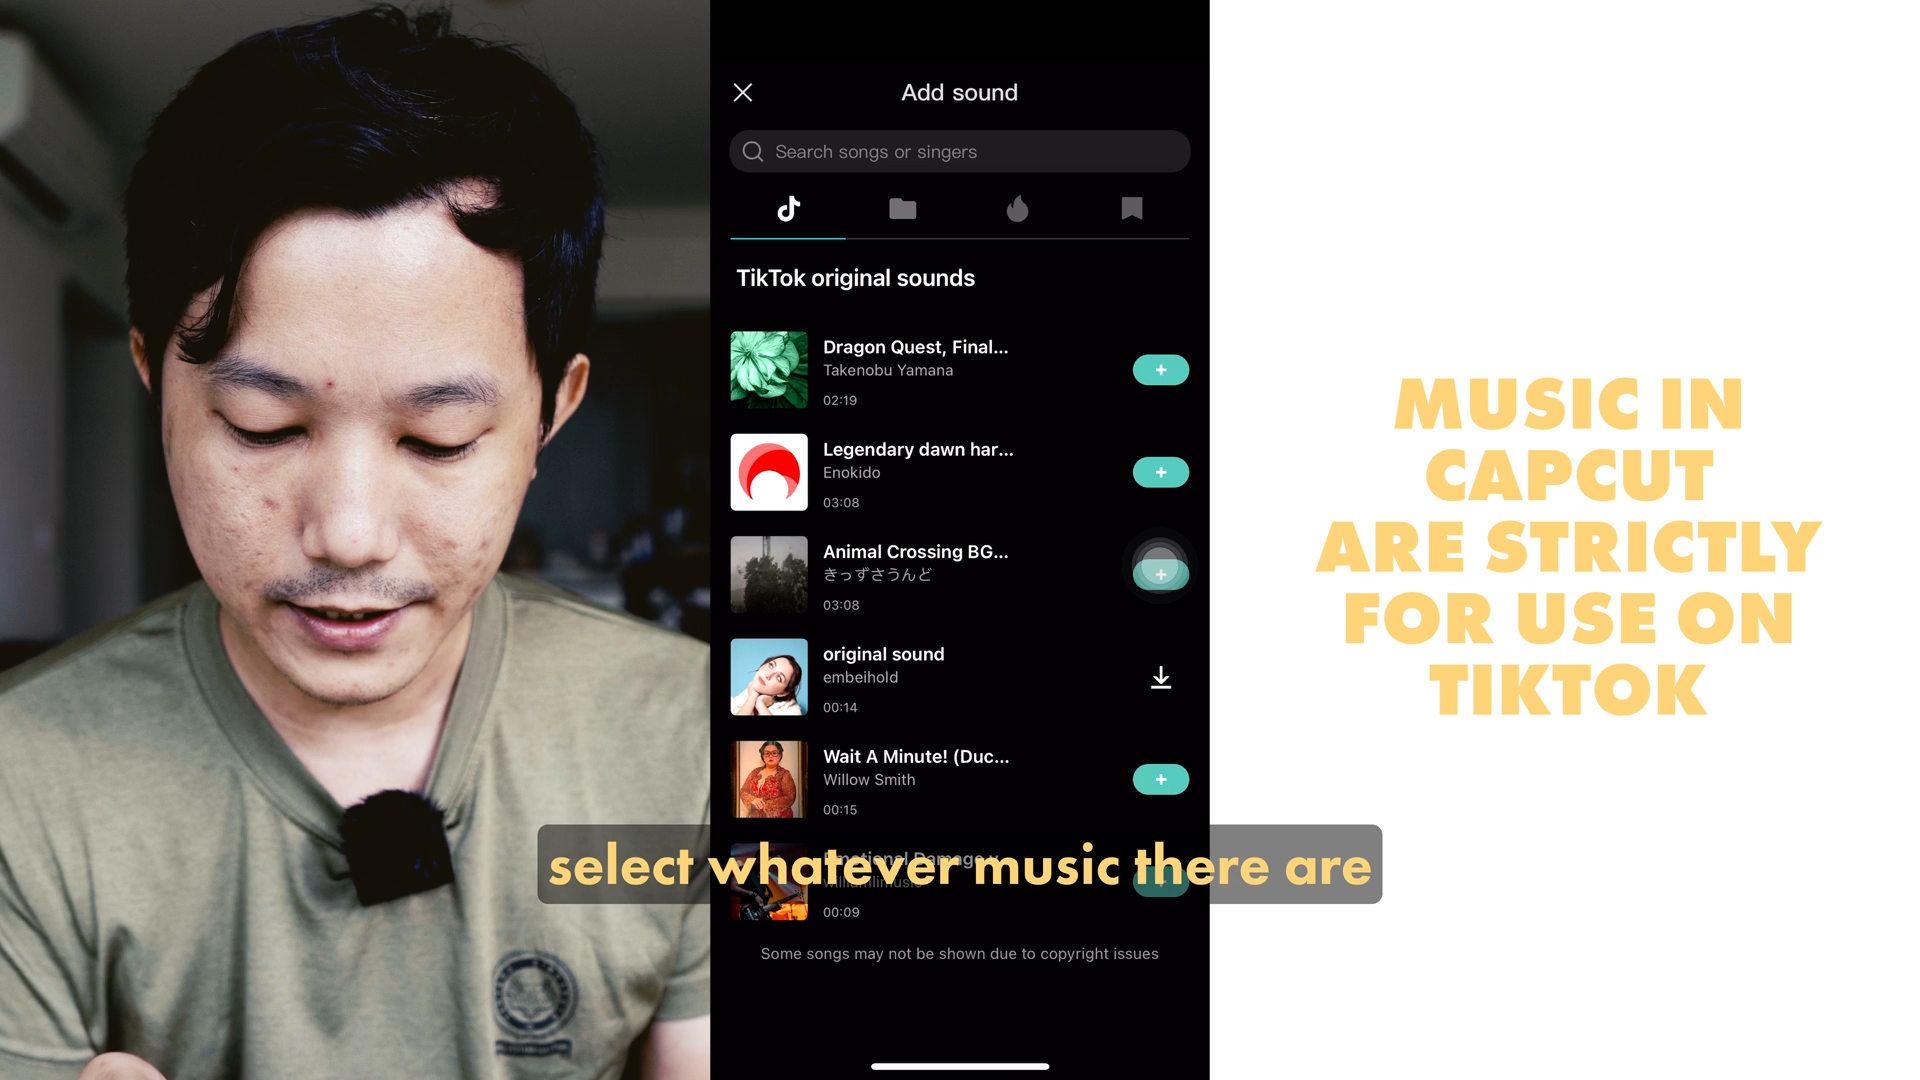 Add sound
Search songs or singers
TikTok original sounds
Dragon Quest, Final...
Takenobu Yamana
02:19
Legendary dawn har...
Enokido
03:08
Animal Crossing BG...
きっずさうんど
03:08
original sound
embeihold
00:14
Wait A Minute! (Duc...
Willow Smith
00:15
select whatever music there are
Emotional Damage
williamlimusic
00:09
Some songs may not be shown due to copyright issues
MUSIC IN
CAPCUT
ARE STRICTLY
FOR USE ON
TIKTOK